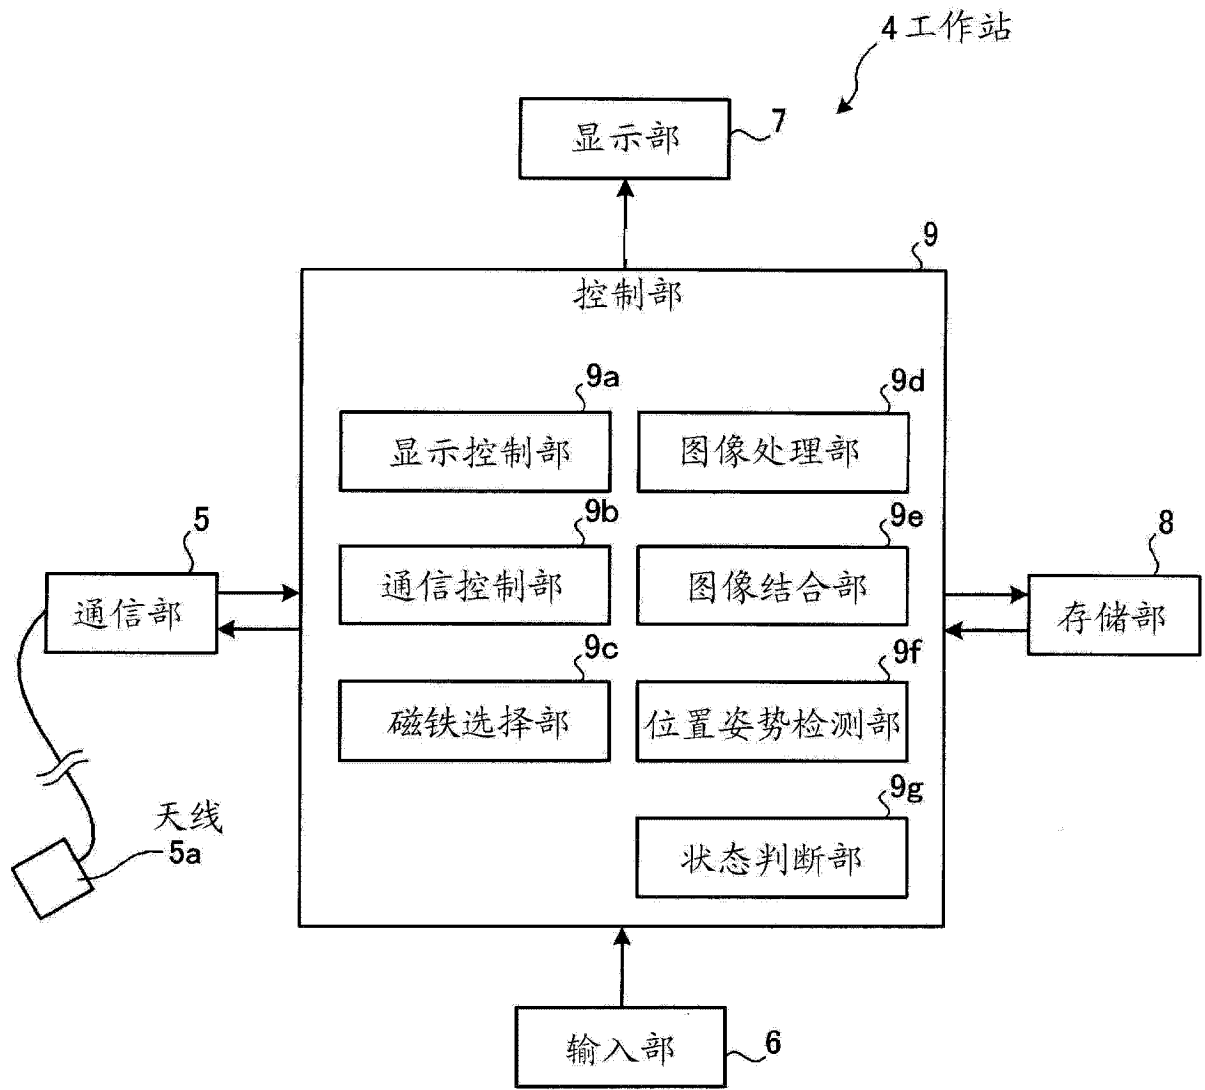 4 工作站
显示部
7
9
控制部
9a
9d
显示控制部
图像处理部
9b
9e
5
8
通信部
通信控制部
图像结合部
存储部
9c
9f
磁铁选择部
位置姿势检测部
9g
天线
5a
状态判断部
输入部
6